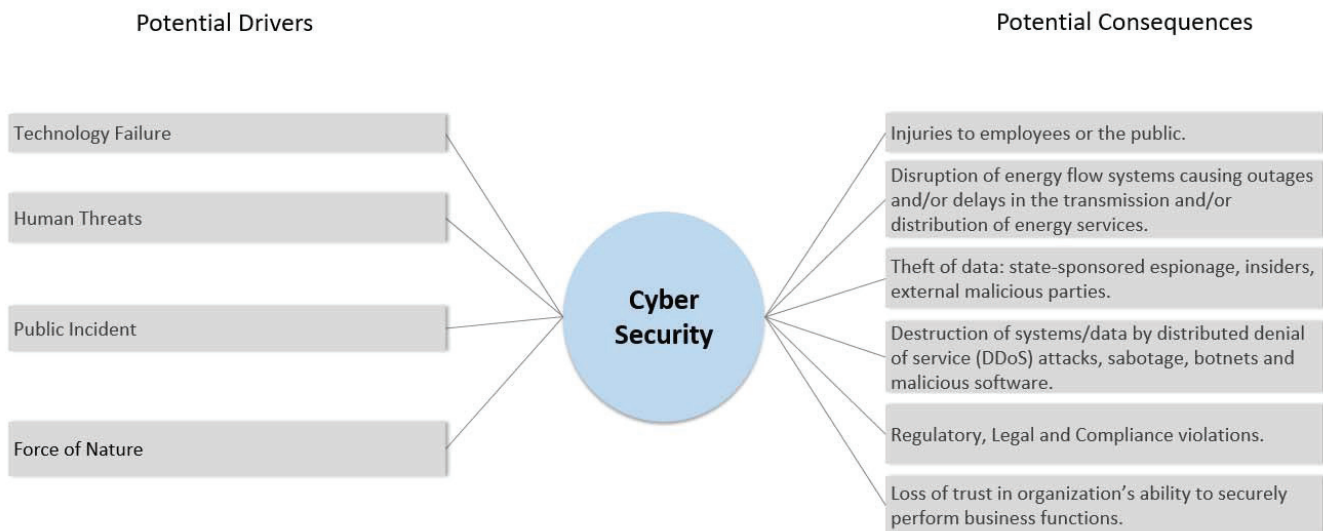 Potential Drivers
Potential Consequences
Technology Failure
Human Threats
Public Incident
Force of Nature
Cyber
Security
Injuries to employees or the public.
Disruption of energy flow systems causing outages
and/or delays in the transmission and/or
distribution of energy services.
Theft of data: state-sponsored espionage, insiders,
external malicious parties.
Destruction of systems/data by distributed denial
of service (DDoS) attacks, sabotage, botnets and
malicious software.
Regulatory, Legal and Compliance violations.
Loss of trust in organization’s ability to securely
perform business functions.